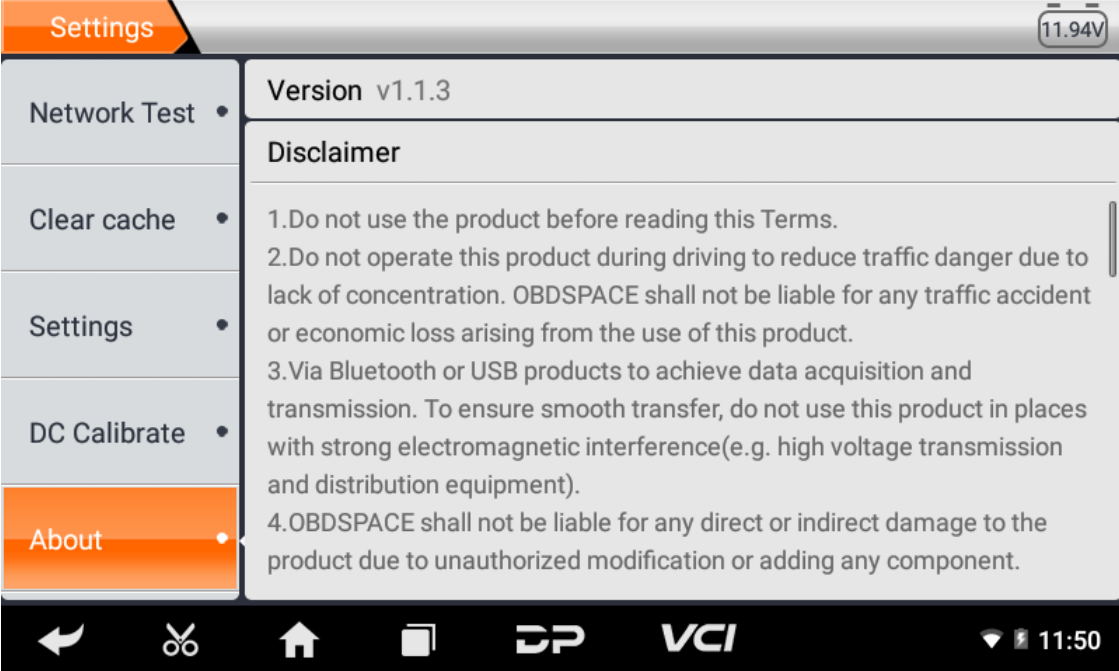 Settings
11.94V
Network Test
Clear cache
Settings
DC Calibrate
About
Version v1.1.3
Disclaimer
1.Do not use the product before reading this Terms.
2.Do not operate this product during driving to reduce traffic danger due to
lack of concentration. OBDSPACE shall not be liable for any traffic accident
or economic loss arising from the use of this product.
3.Via Bluetooth or USB products to achieve data acquisition and
transmission. To ensure smooth transfer, do not use this product in places
with strong electromagnetic interference(e.g. high voltage transmission
and distribution equipment).
4.OBDSPACE shall not be liable for any direct or indirect damage to the
product due to unauthorized modification or adding any component.
DP
VCI
11:50